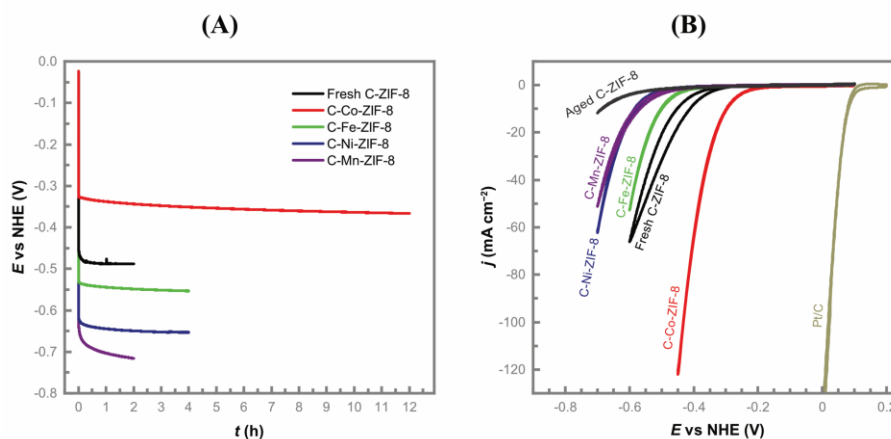 (A)
(B)
0.0
-0.1
-0.2
-0.3
-0.4
-0.5
-0.6
-0.7
-0.8
E vs NHE (V)
Fresh C-ZIF-8
C-Co-ZIF-8
C-Fe-ZIF-8
C-Ni-ZIF-8
C-Mn-ZIF-8
0 1 2 3 4 5 6 7 8 9 10 11 12
t (h)
0
-20
-40
-60
-80
-100
-120
j (mA cm⁻²)
Aged C-ZIF-8
C-Mn-ZIF-8
C-Ni-ZIF-8
C-Fe-ZIF-8
Fresh C-ZIF-8
C-Co-ZIF-8
Pt/C
-0.8 -0.6 -0.4 -0.2 0 0.2
E vs NHE (V)